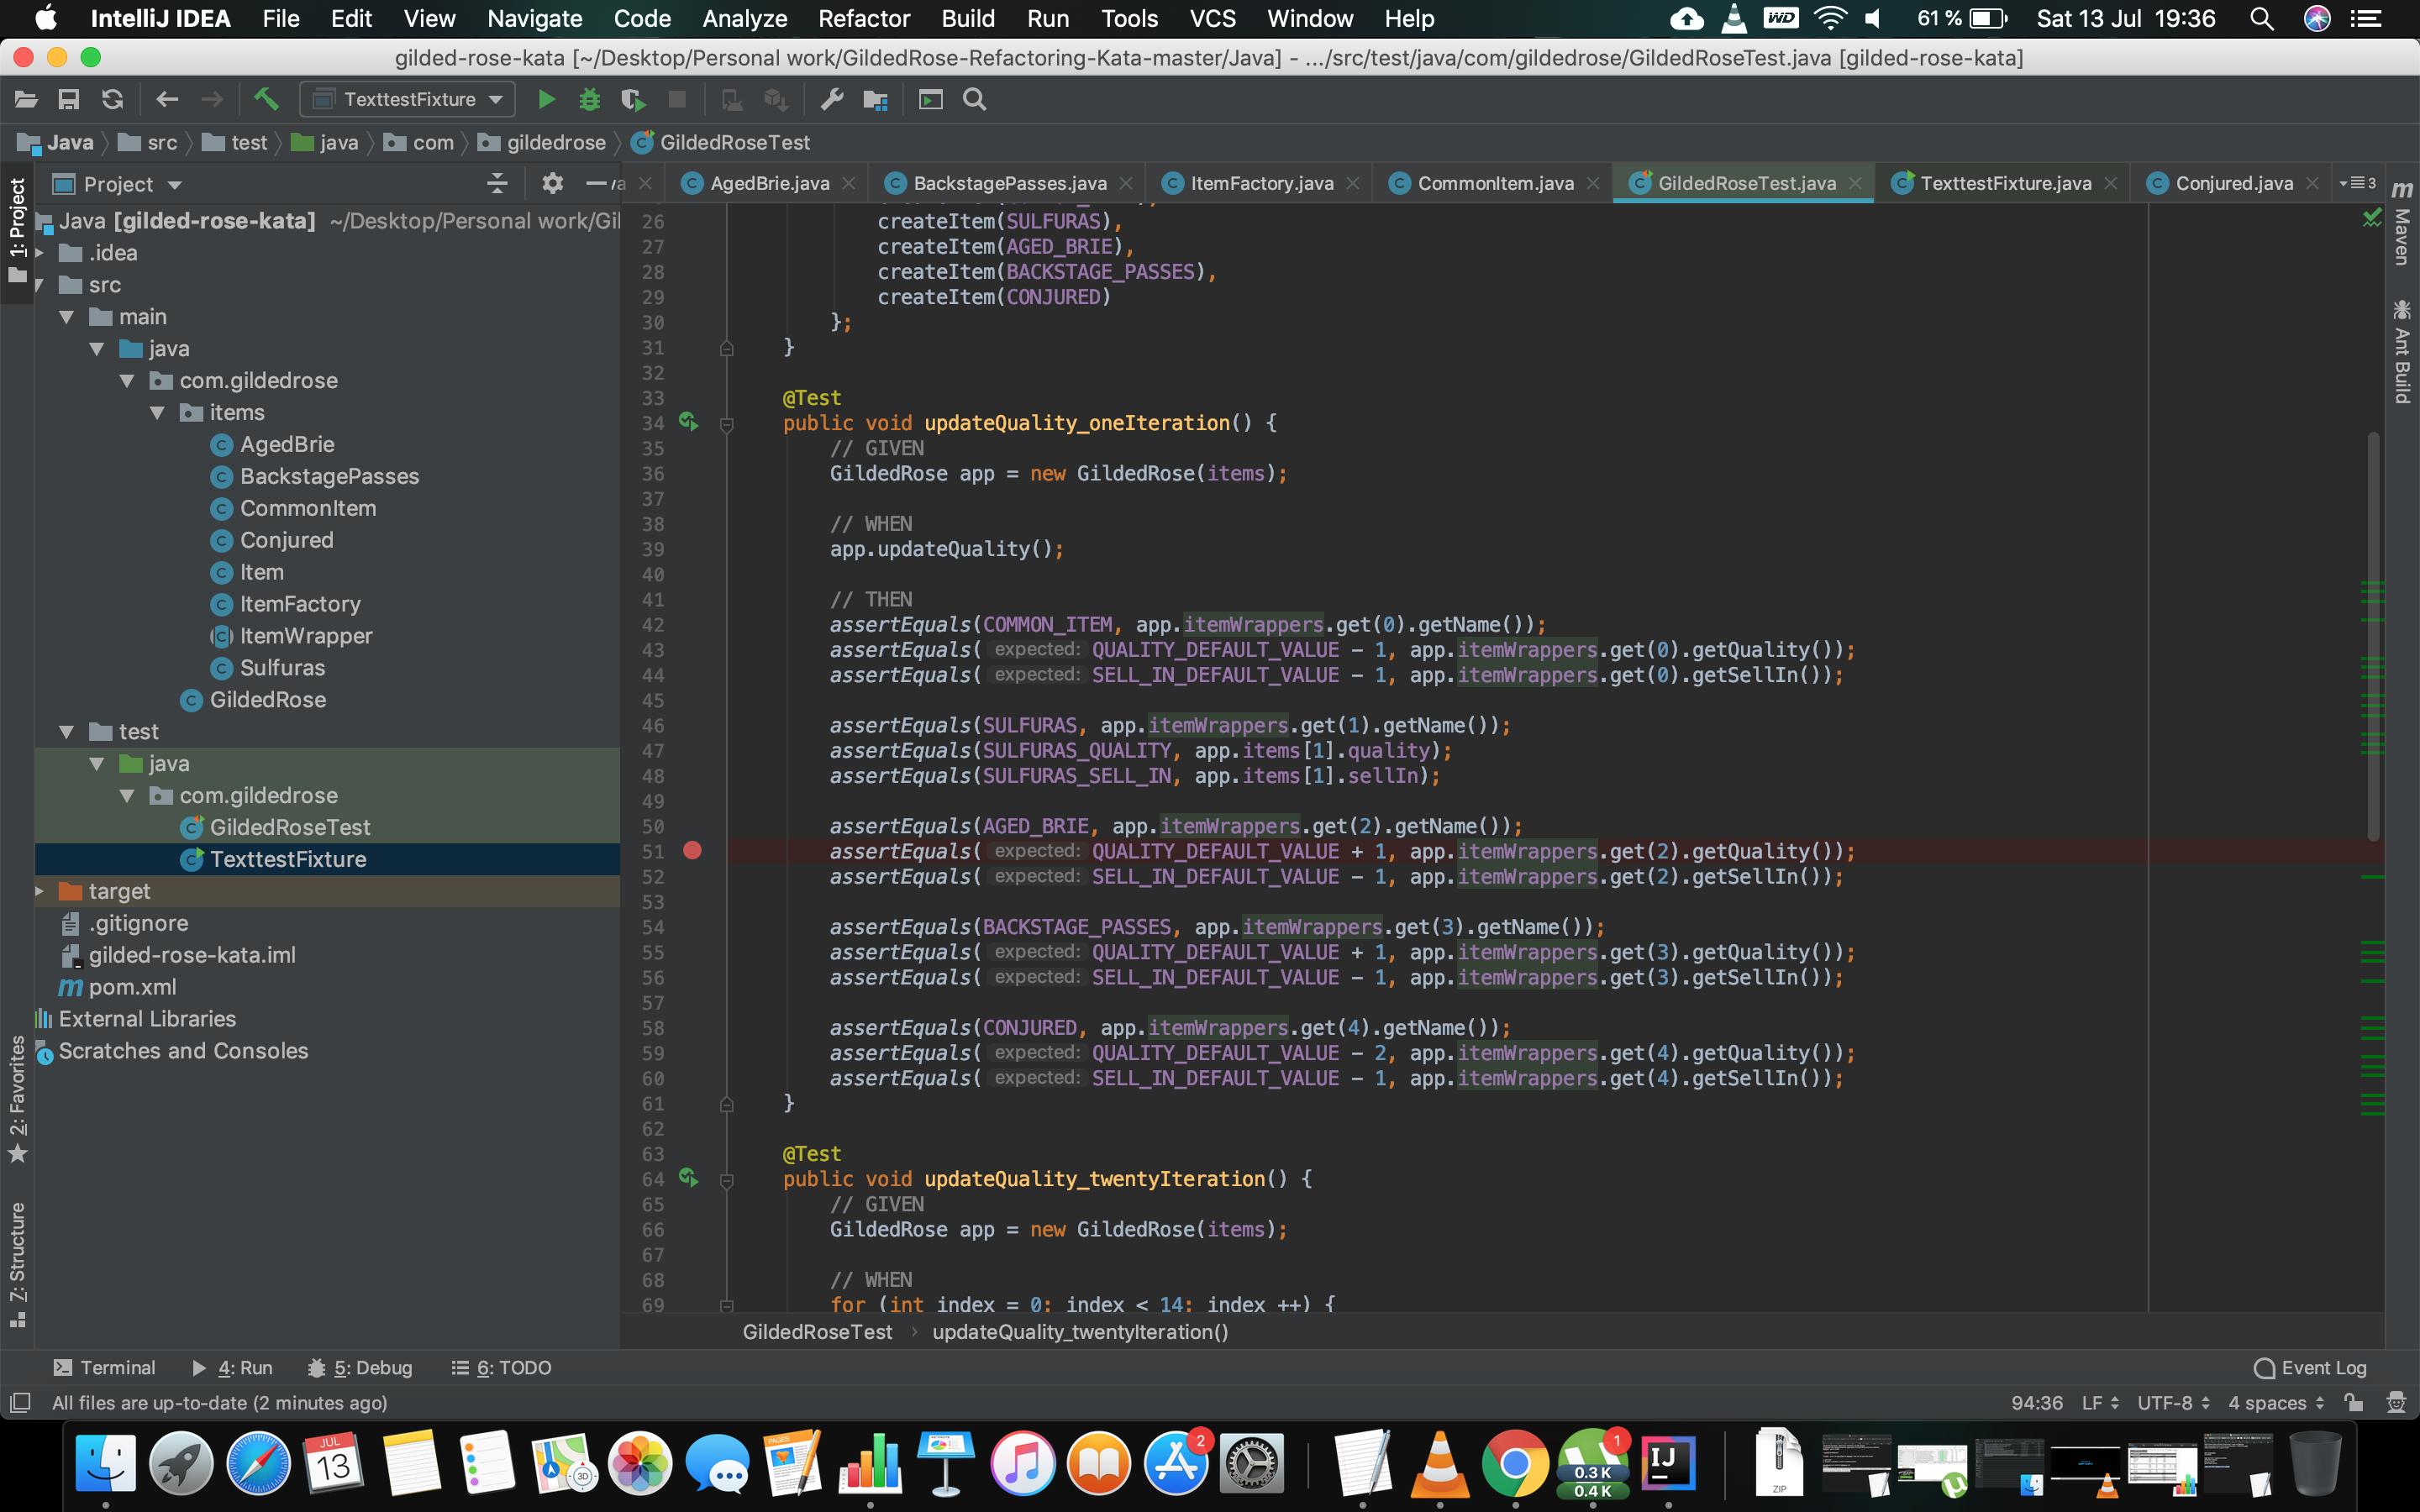 IntelliJ IDEA File Edit View Navigate Code Analyze Refactor Build Run Tools VCS Window Help WD 61 % Sat 13 Jul 19:36
gilded-rose-kata [~/Desktop/Personal work/GildedRose-Refactoring-Kata-master/Java] - .../src/test/java/com/gildedrose/GildedRoseTest.java [gilded-rose-kata]
TexttestFixture
Java src test java com gildedrose GildedRoseTest
Project
AgedBrie.java BackstagePasses.java ItemFactory.java CommonItem.java GildedRoseTest.java TexttestFixture.java Conjured.java 3
1: Project
2: Favorites
7: Structure
Java [gilded-rose-kata] ~/Desktop/Personal work/Gil
.idea
src
main
java
com.gildedrose
items
AgedBrie
BackstagePasses
CommonItem
Conjured
Item
ItemFactory
ItemWrapper
Sulfuras
GildedRose
test
java
com.gildedrose
GildedRoseTest
TexttestFixture
target
.gitignore
gilded-rose-kata.iml
pom.xml
External Libraries
Scratches and Consoles
26 createItem(SULFURAS),
27 createItem(AGED_BRIE),
28 createItem(BACKSTAGE_PASSES),
29 createItem(CONJURED)
30 };
31 }
32
33 @Test
34 public void updateQuality_oneIteration() {
35 // GIVEN
36 GildedRose app = new GildedRose(items);
37
38 // WHEN
39 app.updateQuality();
40
41 // THEN
42 assertEquals(COMMON_ITEM, app.itemWrappers.get(0).getName());
43 assertEquals( expected: QUALITY_DEFAULT_VALUE - 1, app.itemWrappers.get(0).getQuality());
44 assertEquals( expected: SELL_IN_DEFAULT_VALUE - 1, app.itemWrappers.get(0).getSellIn());
45
46 assertEquals(SULFURAS, app.itemWrappers.get(1).getName());
47 assertEquals(SULFURAS_QUALITY, app.items[1].quality);
48 assertEquals(SULFURAS_SELL_IN, app.items[1].sellIn);
49
50 assertEquals(AGED_BRIE, app.itemWrappers.get(2).getName());
51 assertEquals( expected: QUALITY_DEFAULT_VALUE + 1, app.itemWrappers.get(2).getQuality());
52 assertEquals( expected: SELL_IN_DEFAULT_VALUE - 1, app.itemWrappers.get(2).getSellIn());
53
54 assertEquals(BACKSTAGE_PASSES, app.itemWrappers.get(3).getName());
55 assertEquals( expected: QUALITY_DEFAULT_VALUE + 1, app.itemWrappers.get(3).getQuality());
56 assertEquals( expected: SELL_IN_DEFAULT_VALUE - 1, app.itemWrappers.get(3).getSellIn());
57
58 assertEquals(CONJURED, app.itemWrappers.get(4).getName());
59 assertEquals( expected: QUALITY_DEFAULT_VALUE - 2, app.itemWrappers.get(4).getQuality());
60 assertEquals( expected: SELL_IN_DEFAULT_VALUE - 1, app.itemWrappers.get(4).getSellIn());
61 }
62
63 @Test
64 public void updateQuality_twentyIteration() {
65 // GIVEN
66 GildedRose app = new GildedRose(items);
67
68 // WHEN
69 for (int index = 0; index < 14; index ++) {
Maven
Ant Build
GildedRoseTest updateQuality_twentyIteration()
Terminal 4: Run 5: Debug 6: TODO Event Log
All files are up-to-date (2 minutes ago) 94:36 LF UTF-8 4 spaces
JUL
13
3D
PAGES
2
1
0.3 K
0.4 K
IJ
ZIP